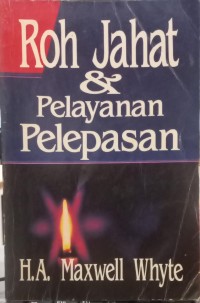 Roh Jahat
&
Pelayanan
Pelepasan
H.A. Maxwell Whyte